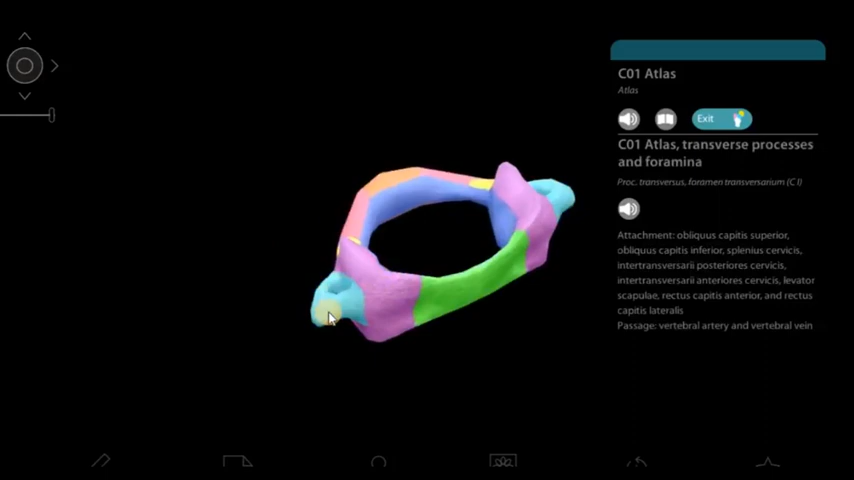 C01 Atlas
Atlas
Exit
C01 Atlas, transverse processes
and foramina
Proc. transversus, foramen transversarium (C I)
Attachment: obliquus capitis superior,
obliquus capitis inferior, splenius cervicis,
intertransversarii posteriores cervicis,
intertransversarii anteriores cervicis, levator
scapulae, rectus capitis anterior, and rectus
capitis lateralis
Passage: vertebral artery and vertebral vein